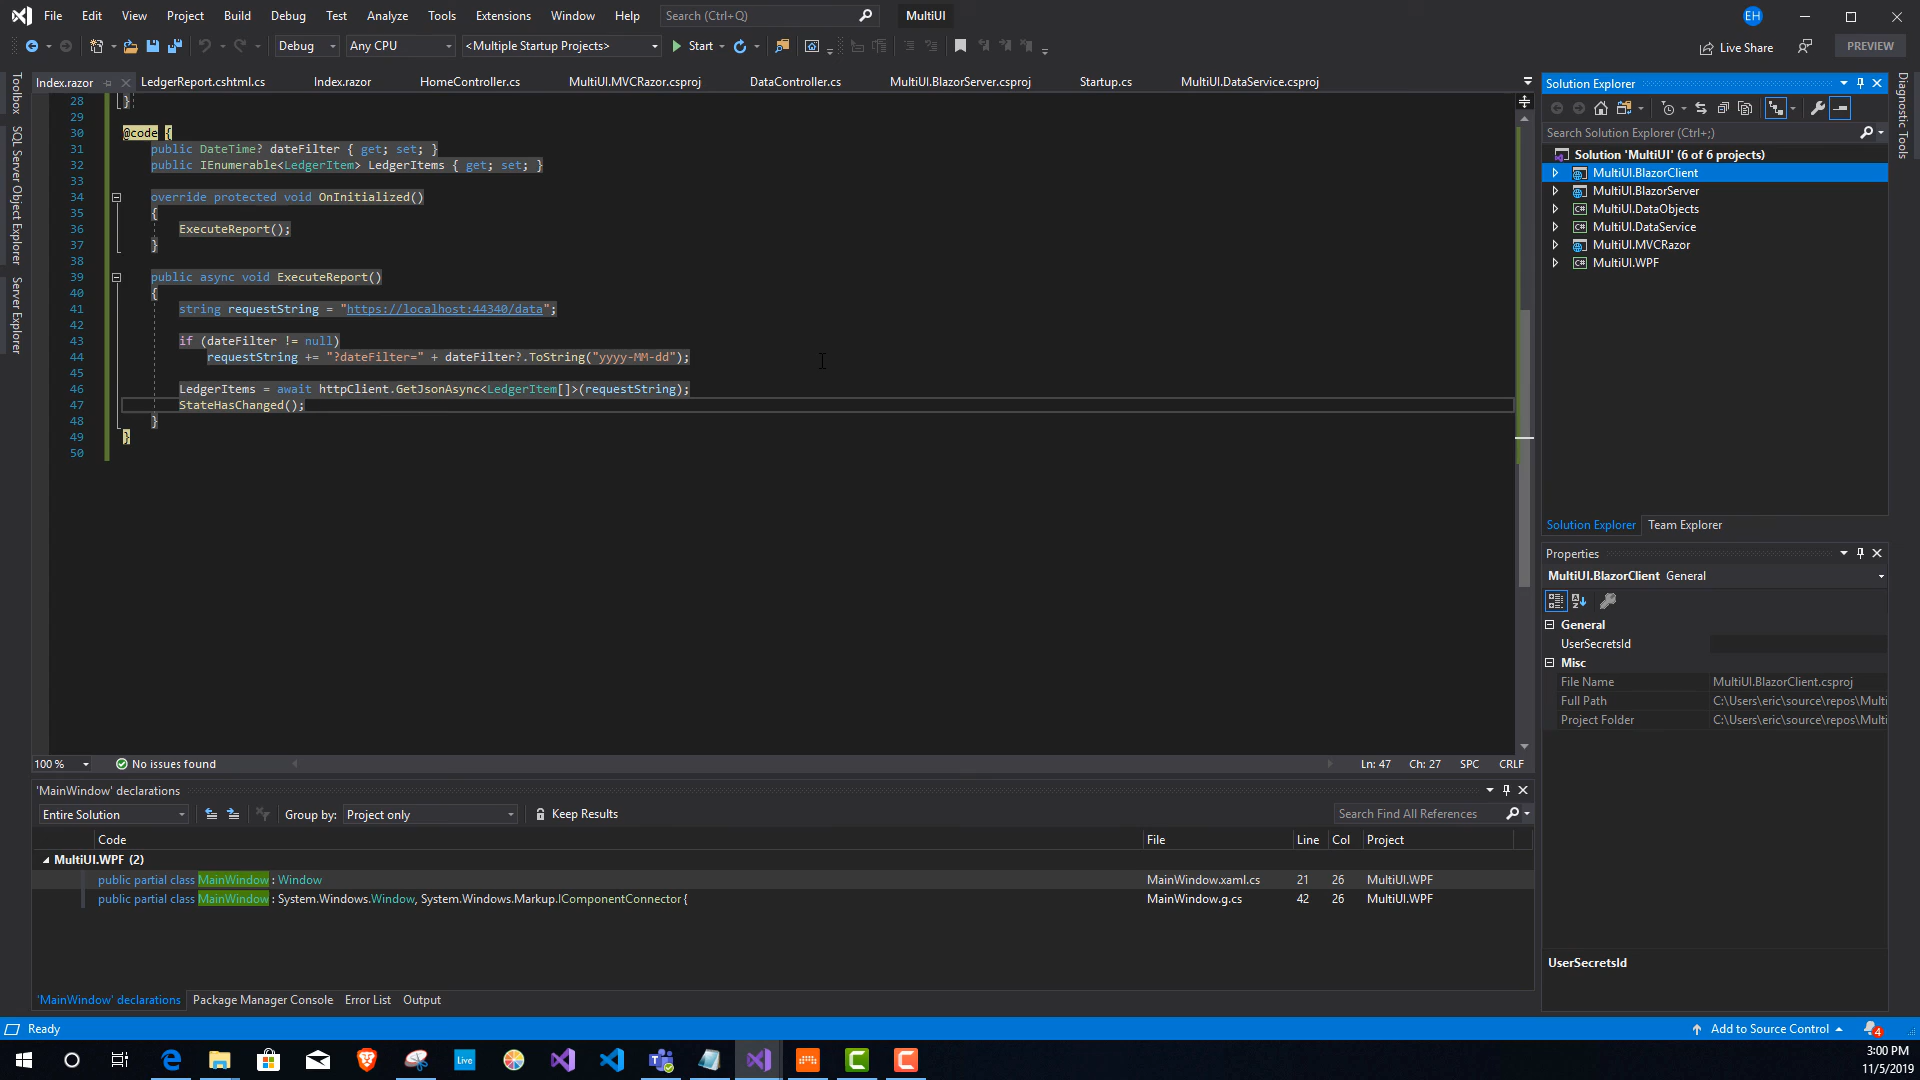 File Edit View Project Build Debug Test Analyze Tools Extensions Window Help Search (Ctrl+Q) MultiUI EH
Debug Any CPU <Multiple Startup Projects> Start Live Share PREVIEW
Index.razor LedgerReport.cshtml.cs Index.razor HomeController.cs MultiUI.MVCRazor.csproj DataController.cs MultiUI.BlazorServer.csproj Startup.cs MultiUI.DataService.csproj
Toolbox
SQL Server Object Explorer
Server Explorer
28 }
29
30 @code {
31 public DateTime? dateFilter { get; set; }
32 public IEnumerable<LedgerItem> LedgerItems { get; set; }
33
34 override protected void OnInitialized()
35 {
36 ExecuteReport();
37 }
38
39 public async void ExecuteReport()
40 {
41 string requestString = "https://localhost:44340/data";
42
43 if (dateFilter != null)
44 requestString += "?dateFilter=" + dateFilter?.ToString("yyyy-MM-dd");
45
46 LedgerItems = await httpClient.GetJsonAsync<LedgerItem[]>(requestString);
47 StateHasChanged();
48 }
49 }
50
100 % No issues found Ln: 47 Ch: 27 SPC CRLF
'MainWindow' declarations
Entire Solution Group by: Project only Keep Results Search Find All References
Code File Line Col Project
MultiUI.WPF (2)
public partial class MainWindow : Window MainWindow.xaml.cs 21 26 MultiUI.WPF
public partial class MainWindow : System.Windows.Window, System.Windows.Markup.IComponentConnector { MainWindow.g.cs 42 26 MultiUI.WPF
'MainWindow' declarations Package Manager Console Error List Output
Solution Explorer
Search Solution Explorer (Ctrl+;)
Solution 'MultiUI' (6 of 6 projects)
MultiUI.BlazorClient
MultiUI.BlazorServer
C# MultiUI.DataObjects
C# MultiUI.DataService
MultiUI.MVCRazor
C# MultiUI.WPF
Solution Explorer Team Explorer
Properties
MultiUI.BlazorClient General
General
UserSecretsId
Misc
File Name MultiUI.BlazorClient.csproj
Full Path C:\Users\eric\source\repos\Multi
Project Folder C:\Users\eric\source\repos\Multi
UserSecretsId
Diagnostic Tools
Ready Add to Source Control 4
Live
3:00 PM
11/5/2019